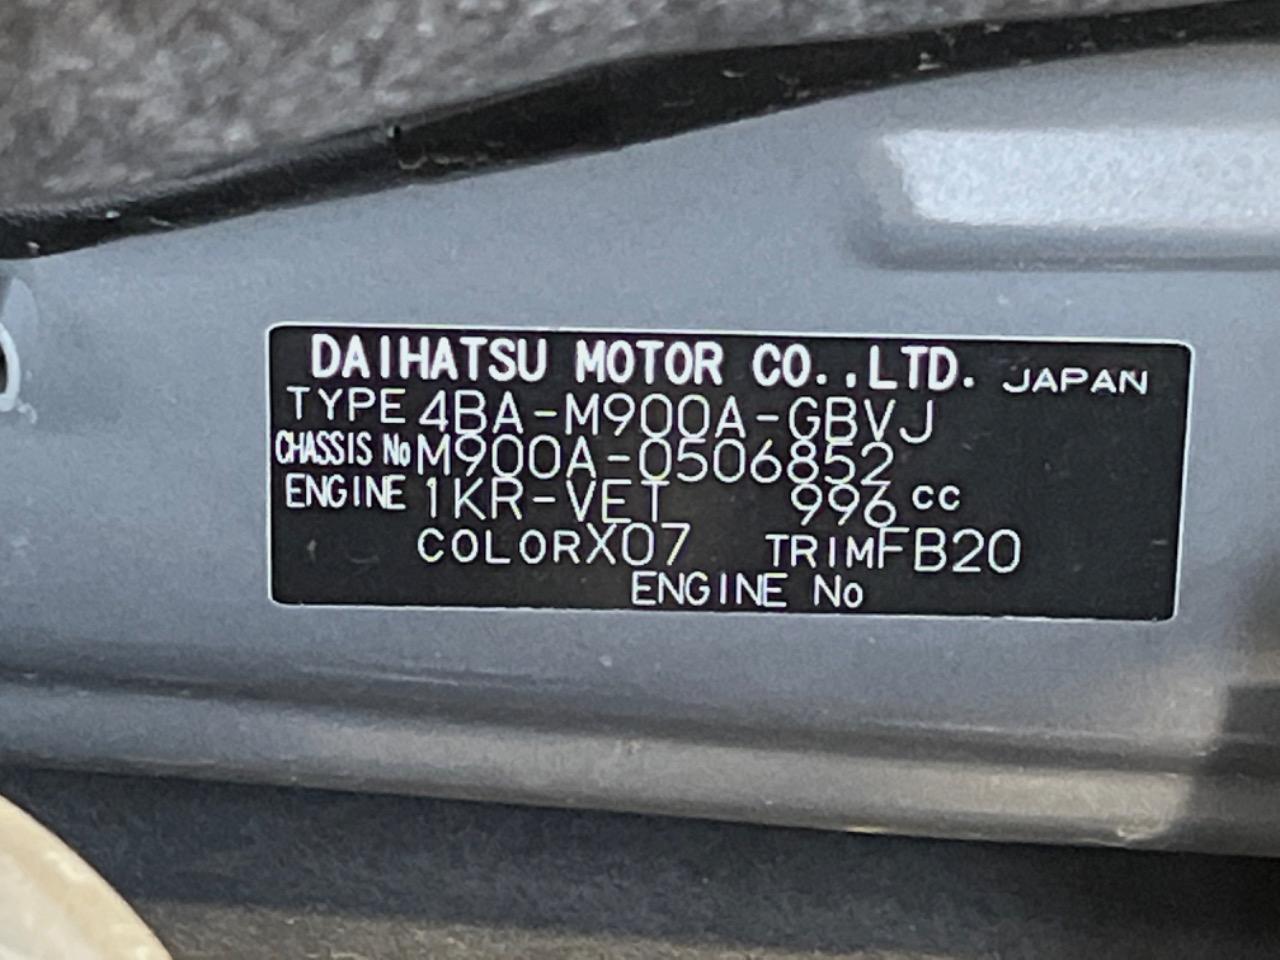 DAIHATSU MOTOR CO.,LTD. JAPAN
TYPE 4BA-M900A-GBVJ
CHASSIS No M900A-0506852
ENGINE 1KR-VET 996 cc
COLOR X07 TRIM FB20
ENGINE No